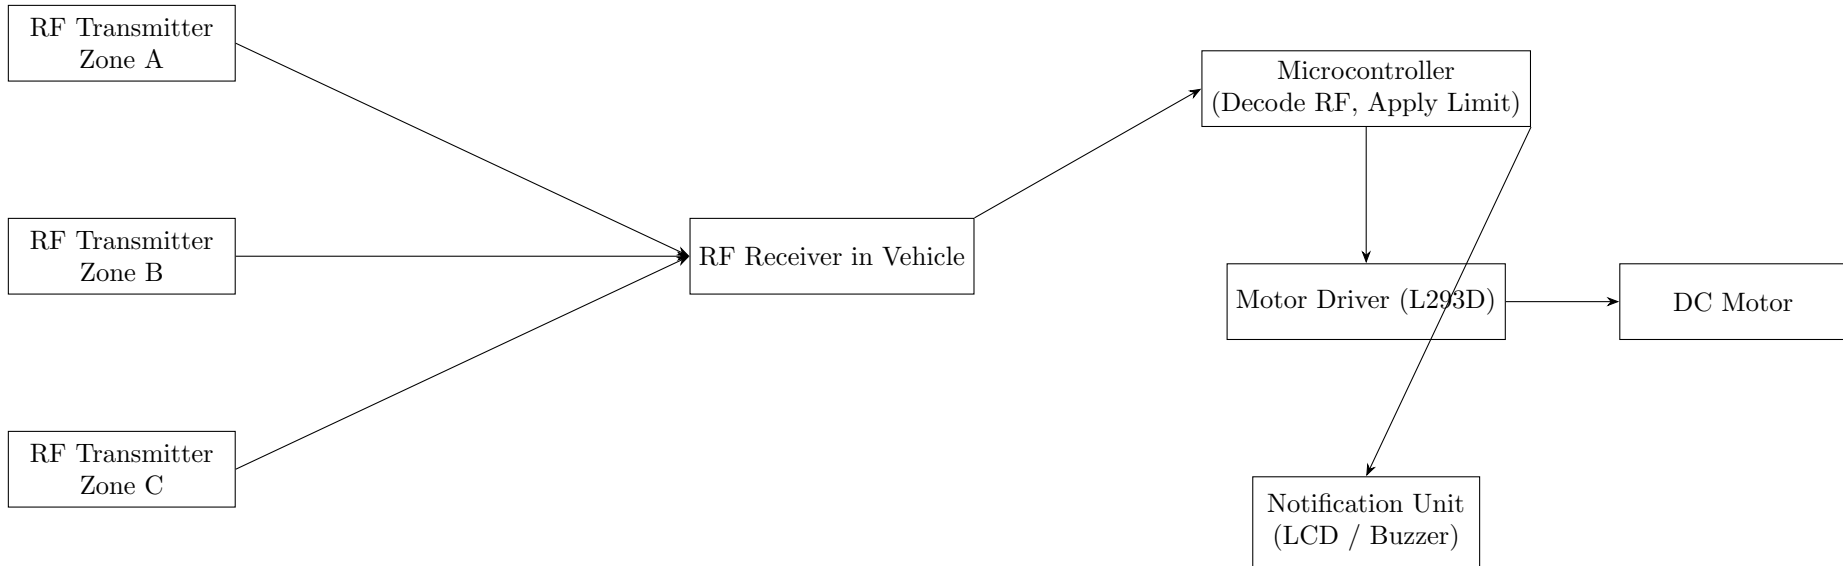 RF Transmitter
Zone A
RF Transmitter
Zone B
RF Transmitter
Zone C
RF Receiver in Vehicle
Microcontroller
(Decode RF, Apply Limit)
Motor Driver (L293D)
DC Motor
Notification Unit
(LCD / Buzzer)